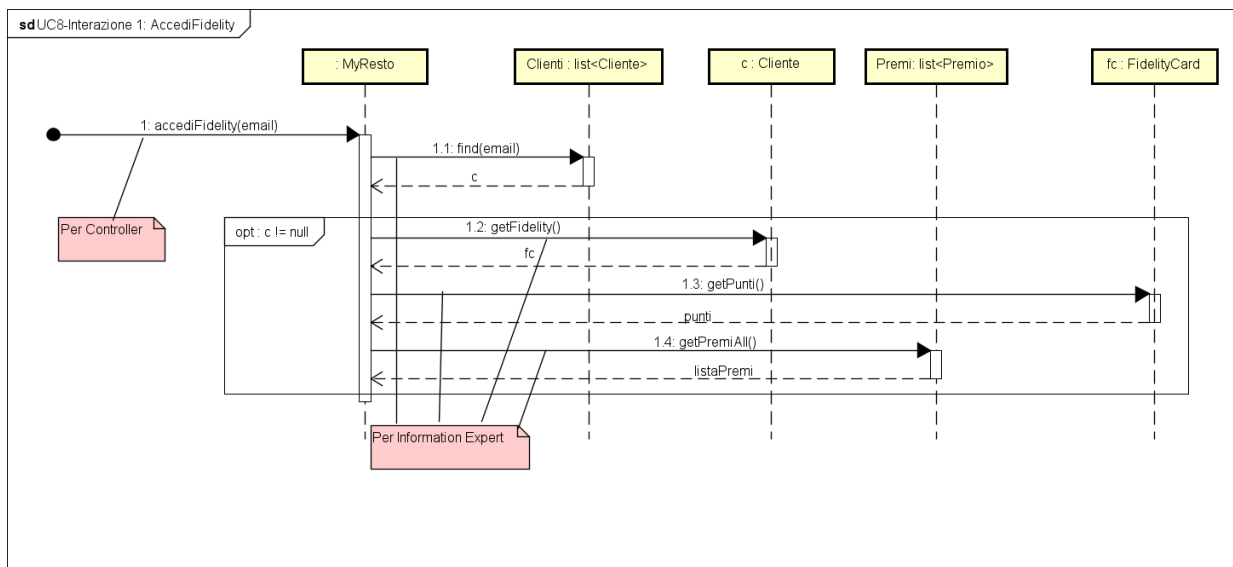 sd UC8-Interazione 1: AccediFidelity
: MyResto
Clienti : list<Cliente>
c : Cliente
Premi: list<Premio>
fc : FidelityCard
1: accediFidelity(email)
1.1: find(email)
c
Per Controller
opt : c != null
1.2: getFidelity()
fc
1.3: getPunti()
punti
1.4: getPremiAll()
listaPremi
Per Information Expert